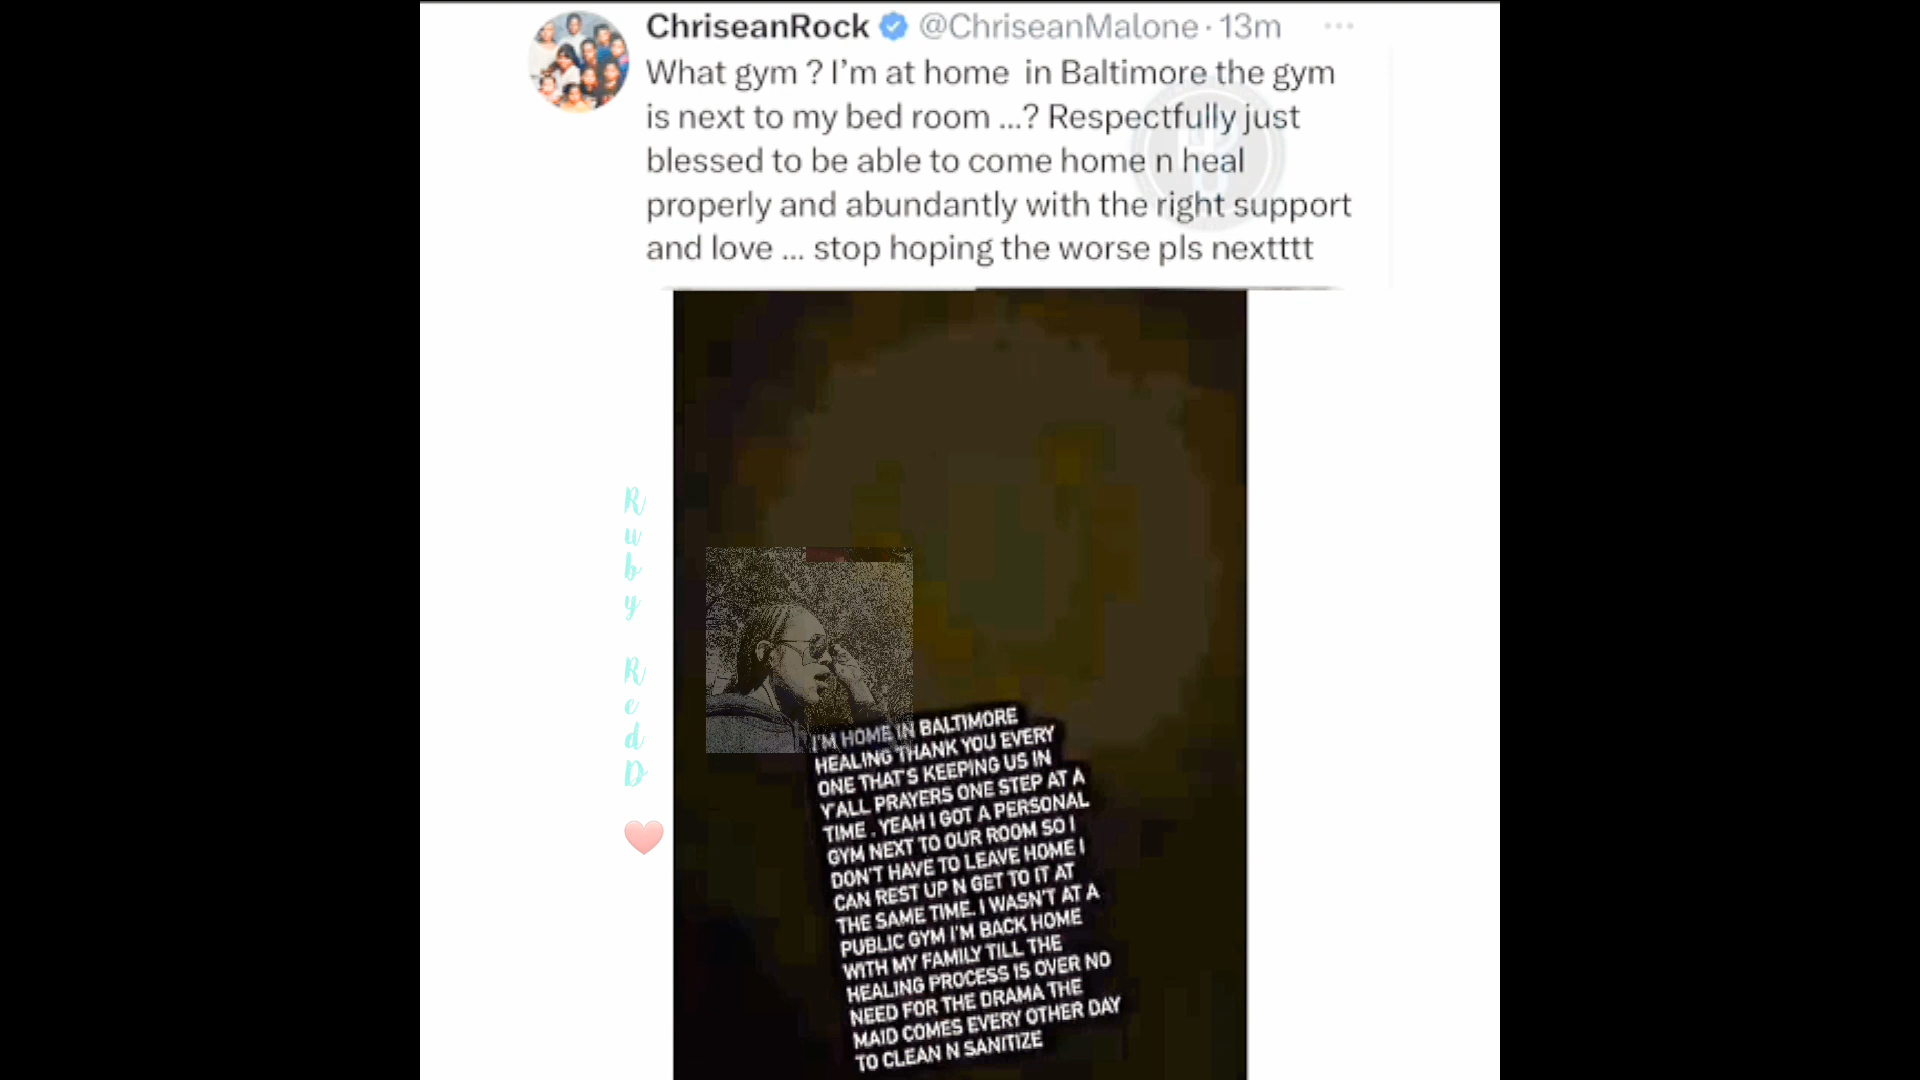 ChriseanRock @ChriseanMalone · 13m ...
What gym ? I'm at home in Baltimore the gym
is next to my bed room ...? Respectfully just
blessed to be able to come home n heal
properly and abundantly with the right support
and love ... stop hoping the worse pls nextttt
Ruby RedD
I'M HOME IN BALTIMORE
HEALING THANK YOU EVERY
ONE THAT'S KEEPING US IN
Y'ALL PRAYERS ONE STEP AT A
TIME . YEAH I GOT A PERSONAL
GYM NEXT TO OUR ROOM SO I
DON'T HAVE TO LEAVE HOME I
CAN REST UP N GET TO IT AT
THE SAME TIME. I WASN'T AT A
PUBLIC GYM I'M BACK HOME
WITH MY FAMILY TILL THE
HEALING PROCESS IS OVER NO
NEED FOR THE DRAMA THE
MAID COMES EVERY OTHER DAY
TO CLEAN N SANITIZE